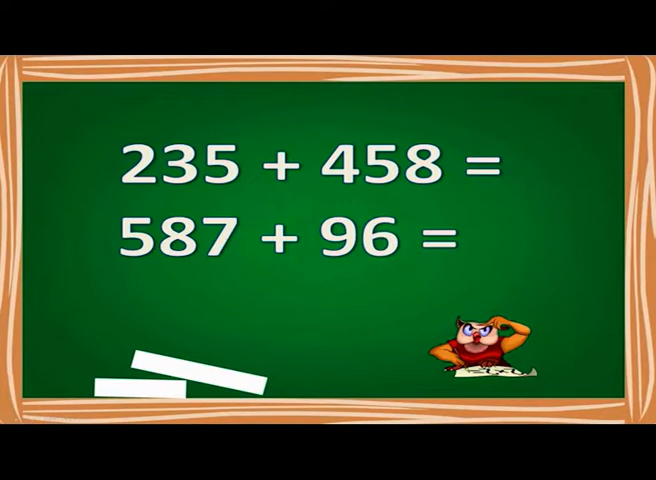 235 + 458 =
587 + 96 =